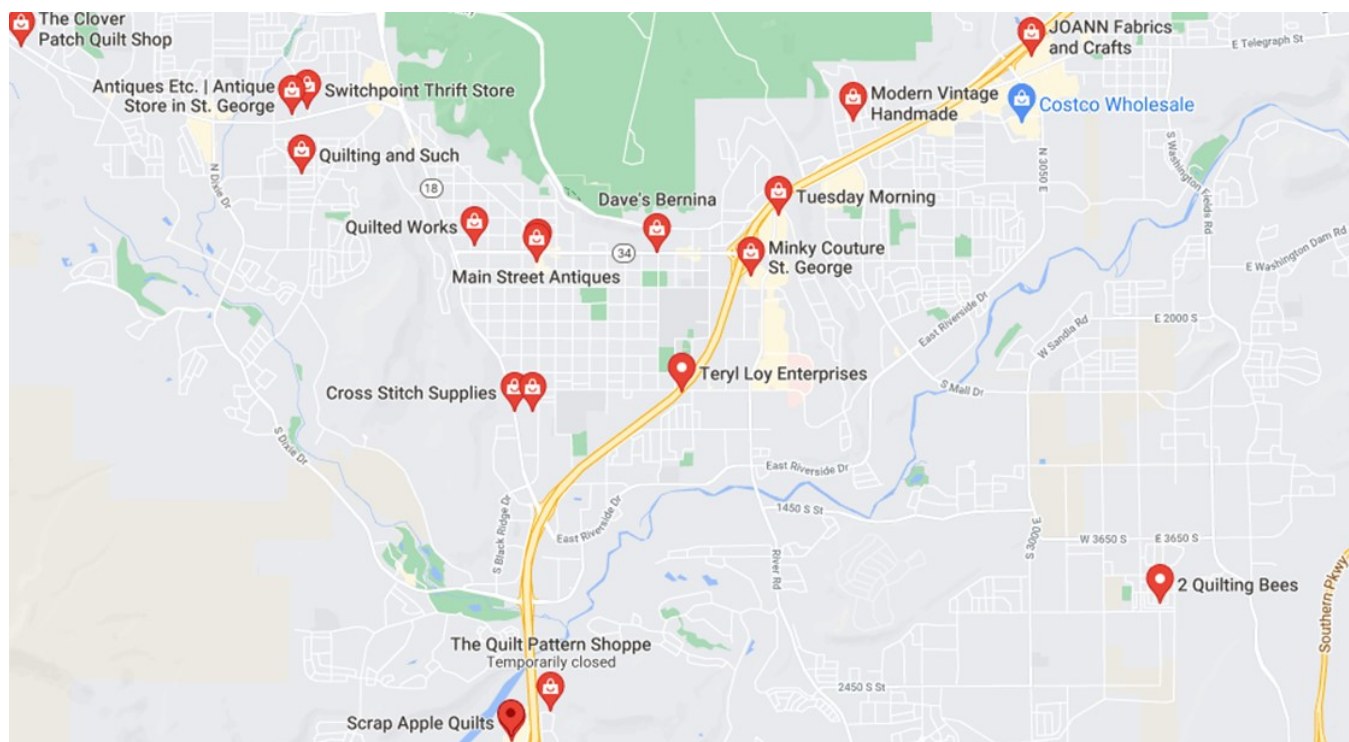 The Clover
Patch Quilt Shop
JOANN Fabrics
and Crafts
E Telegraph St
Antiques Etc. | Antique
Store in St. George
Switchpoint Thrift Store
Modern Vintage
Handmade
Costco Wholesale
Quilting and Such
N Dixie Dr
18
N 3050 E
S Washington Fields Rd
Dave's Bernina
Tuesday Morning
Quilted Works
34
Minky Couture
St. George
E Washington Dam Rd
Main Street Antiques
East Riverside Dr
W Sandia Rd
E 2000 S
Teryl Loy Enterprises
S Mall Dr
Cross Stitch Supplies
S Dixie Dr
East Riverside Dr
1450 S St
S Black Ridge Dr
East Riverside Dr
S 3000 E
W 3650 S
E 3650 S
River Rd
2 Quilting Bees
Southern Pkwy
The Quilt Pattern Shoppe
Temporarily closed
2450 S St
Scrap Apple Quilts